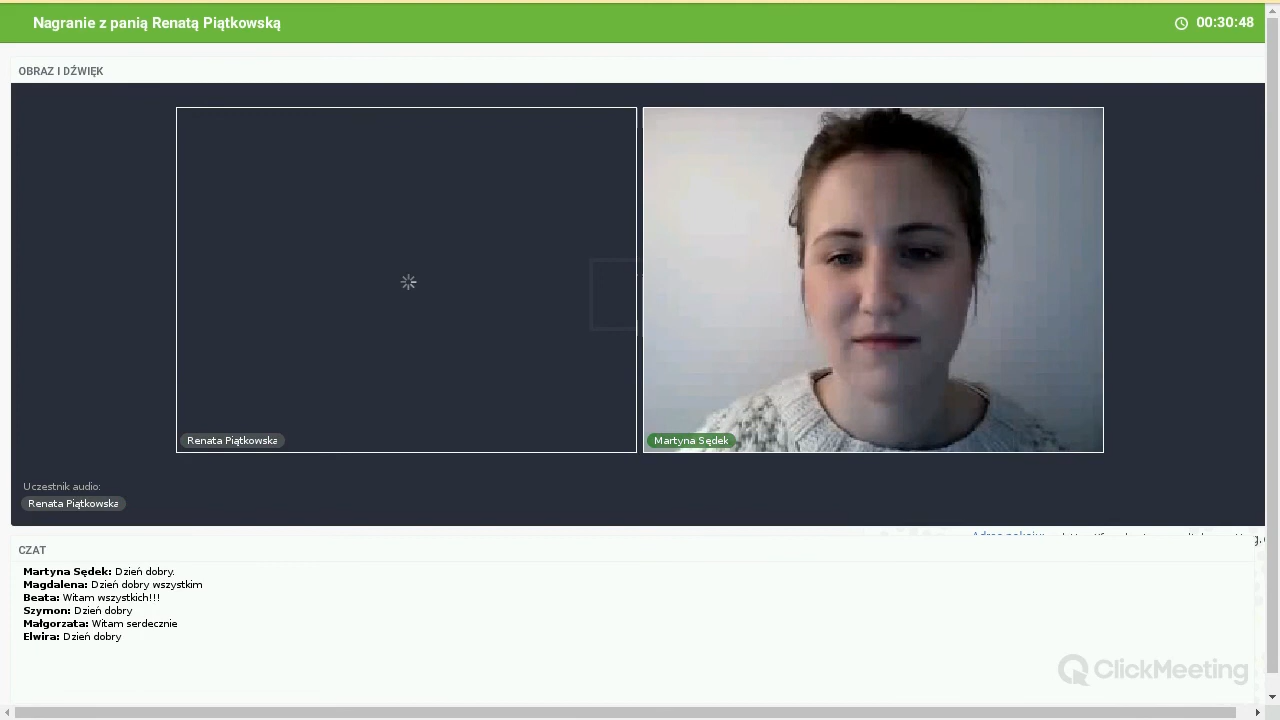 Nagranie z panią Renatą Piątkowską
00:30:48
OBRAZ I DŹWIĘK
Renata Piątkowska
Martyna Sędek
Uczestnik audio:
Renata Piątkowska
CZAT
Martyna Sędek: Dzień dobry.
Magdalena: Dzień dobry wszystkim
Beata: Witam wszystkich!!!
Szymon: Dzień dobry
Małgorzata: Witam serdecznie
Elwira: Dzień dobry
ClickMeeting